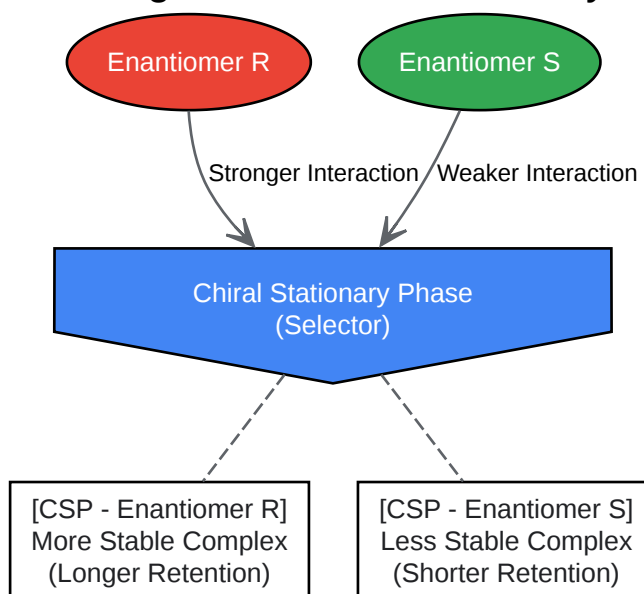 Enantiomer R
Enantiomer S
Stronger Interaction
Weaker Interaction
Chiral Stationary Phase
(Selector)
[CSP - Enantiomer R]
More Stable Complex
(Longer Retention)
[CSP - Enantiomer S]
Less Stable Complex
(Shorter Retention)